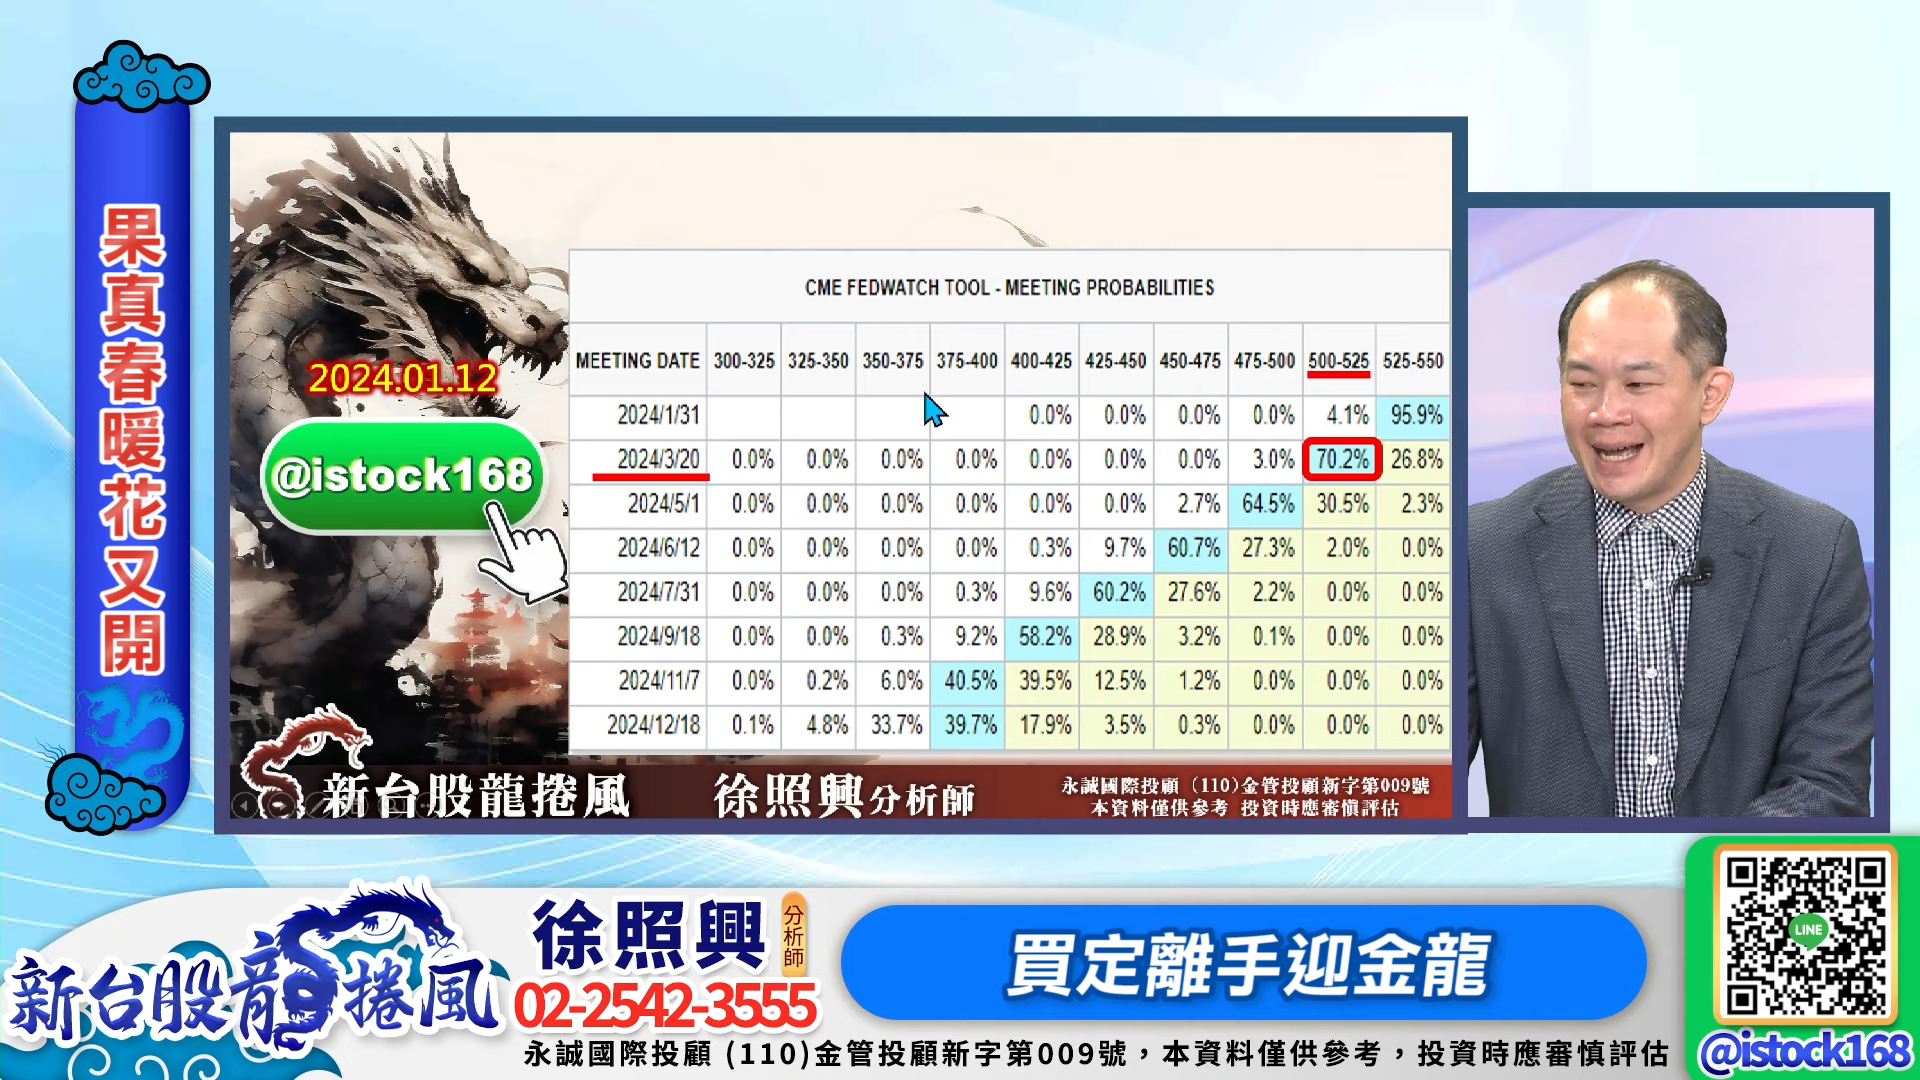 果真春暖花又開
2024.01.12
@istock168
CME FEDWATCH TOOL - MEETING PROBABILITIES
MEETING DATE 300-325 325-350 350-375 375-400 400-425 425-450 450-475 475-500 500-525 525-550
2024/1/31 0.0% 0.0% 0.0% 0.0% 4.1% 95.9%
2024/3/20 0.0% 0.0% 0.0% 0.0% 0.0% 0.0% 0.0% 3.0% 70.2% 26.8%
2024/5/1 0.0% 0.0% 0.0% 0.0% 0.0% 0.0% 2.7% 64.5% 30.5% 2.3%
2024/6/12 0.0% 0.0% 0.0% 0.0% 0.3% 9.7% 60.7% 27.3% 2.0% 0.0%
2024/7/31 0.0% 0.0% 0.0% 0.3% 9.6% 60.2% 27.6% 2.2% 0.0% 0.0%
2024/9/18 0.0% 0.0% 0.3% 9.2% 58.2% 28.9% 3.2% 0.1% 0.0% 0.0%
2024/11/7 0.0% 0.2% 6.0% 40.5% 39.5% 12.5% 1.2% 0.0% 0.0% 0.0%
2024/12/18 0.1% 4.8% 33.7% 39.7% 17.9% 3.5% 0.3% 0.0% 0.0% 0.0%
新台股龍捲風 徐照興分析師
永誠國際投顧 (110)金管投顧新字第009號
本資料僅供參考 投資時應審慎評估
新台股龍捲風
徐照興 分析師
02-2542-3555
買定離手迎金龍
永誠國際投顧 (110)金管投顧新字第009號，本資料僅供參考，投資時應審慎評估
LINE
@istock168